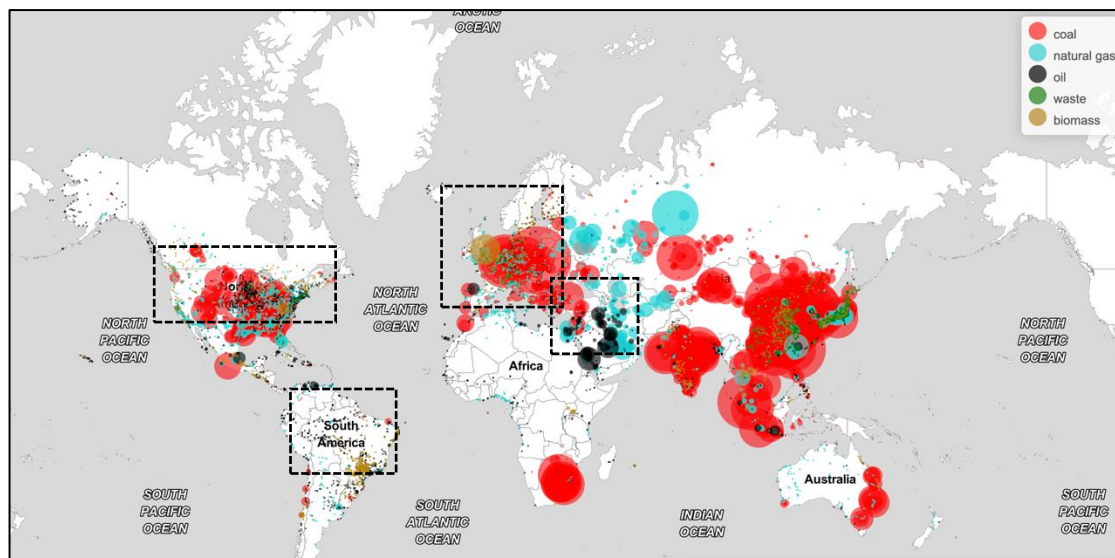 ARCTIC
OCEAN
coal
natural gas
oil
waste
biomass
NORTH
PACIFIC
OCEAN
NORTH
ATLANTIC
OCEAN
Africa
NORTH
PACIFIC
OCEAN
South
America
Australia
SOUTH
PACIFIC
OCEAN
SOUTH
ATLANTIC
OCEAN
INDIAN
OCEAN
SOUTH
PACIFIC
OCEAN